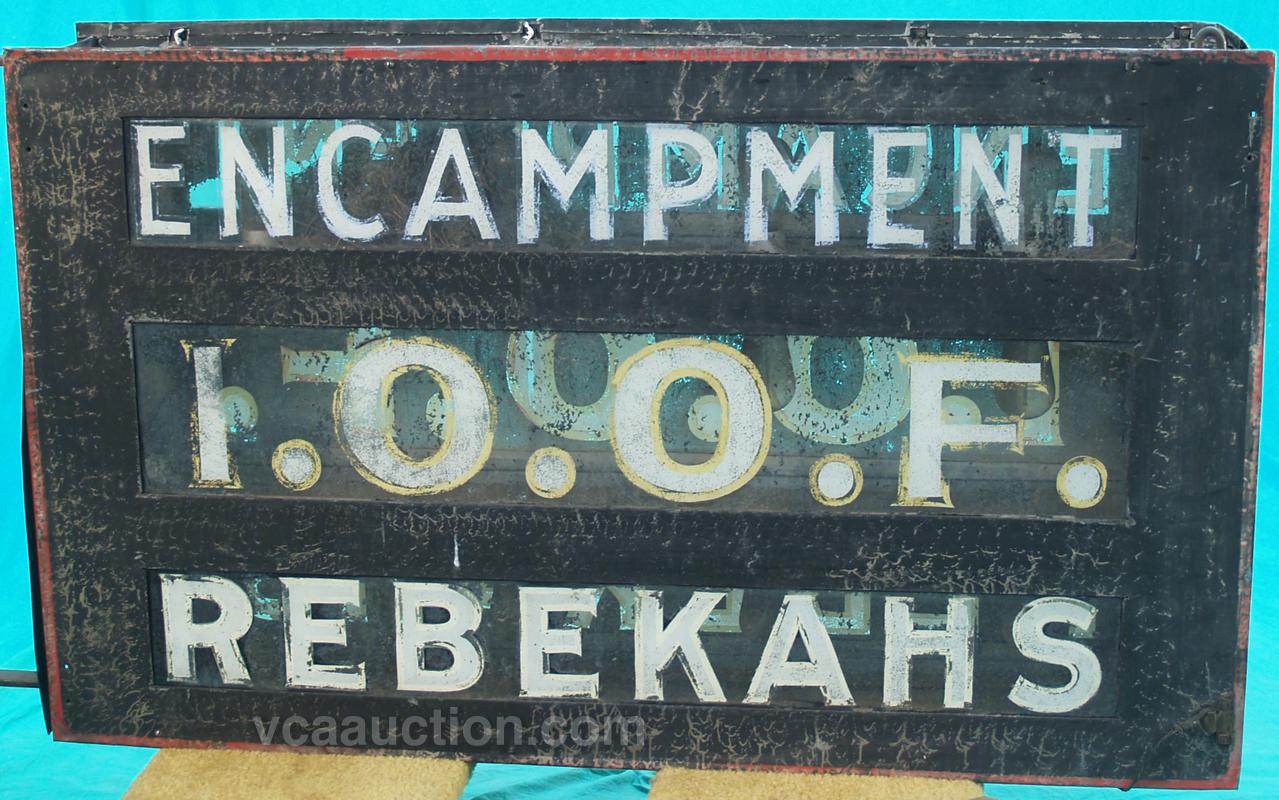 ENCAMPMENT
I.O.O.F.
REBEKAHS
vcaauction.com